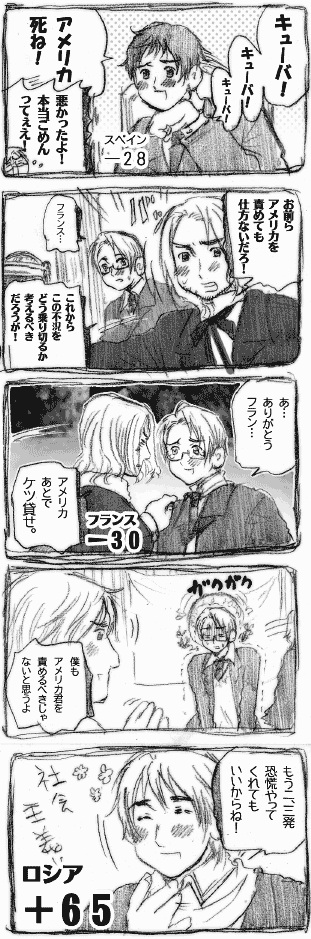 キューバ！
キューバ！
キューバ！
アメリカ
死ね！
悪かったよ！
本当ごめん
ってぇぇ！
スペイン
－２８
お前ら
アメリカを
責めても
仕方ないだろ！
フランス…
これから
この不況を
どう乗り切るか
考えるべき
だろうが！
あ…
ありがとう
フラン…
アメリカ
あとで
ケツ貸せ。
フランス
－３０
ガクガク
僕も
アメリカ君を
責めるべきじゃ
ないと思うよ
もう二、三発
恐慌やって
くれても
いいからね！
社会
主義
ロシア
＋６５